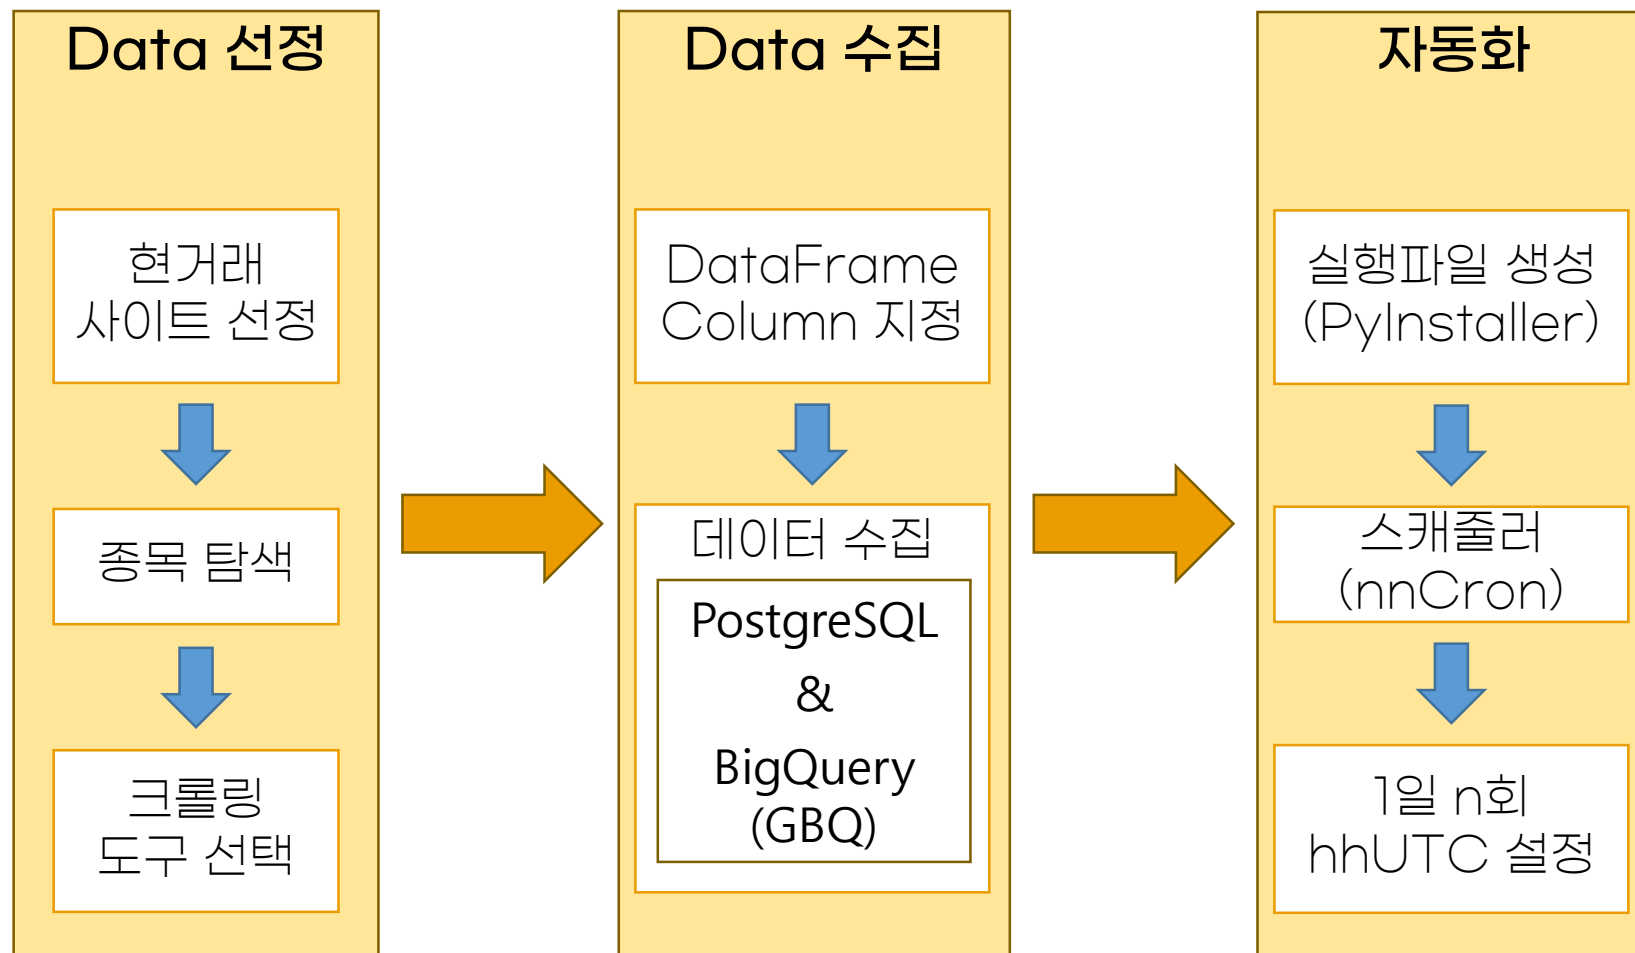 Data 선정
현거래
사이트 선정
종목 탐색
크롤링
도구 선택
Data 수집
DataFrame
Column 지정
데이터 수집
PostgreSQL
&
BigQuery
(GBQ)
자동화
실행파일 생성
(PyInstaller)
스캐줄러
(nnCron)
1일 n회
hhUTC 설정